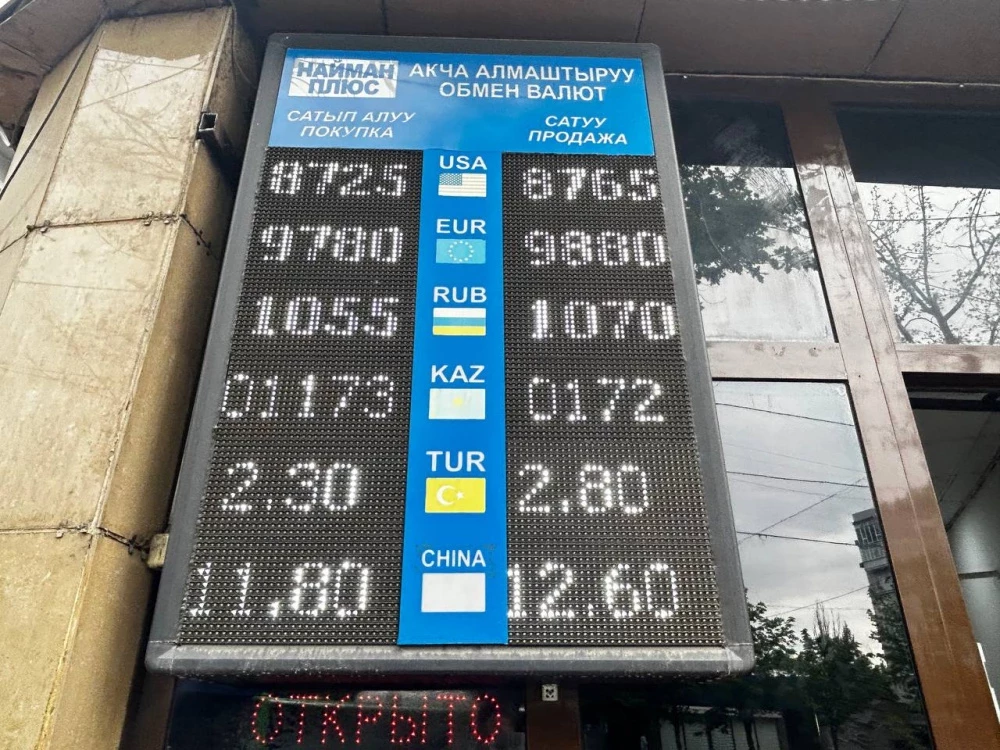 НАЙМАН
ПЛЮС
АКЧА АЛМАШТЫРУУ
ОБМЕН ВАЛЮТ
САТЫП АЛУУ
ПОКУПКА
САТУУ
ПРОДАЖА
8725 USA 8765
9780 EUR 9880
1055 RUB 1070
01173 KAZ 0172
2.30 TUR 2.80
11.80 CHINA 12.60
ОТКРЫТО